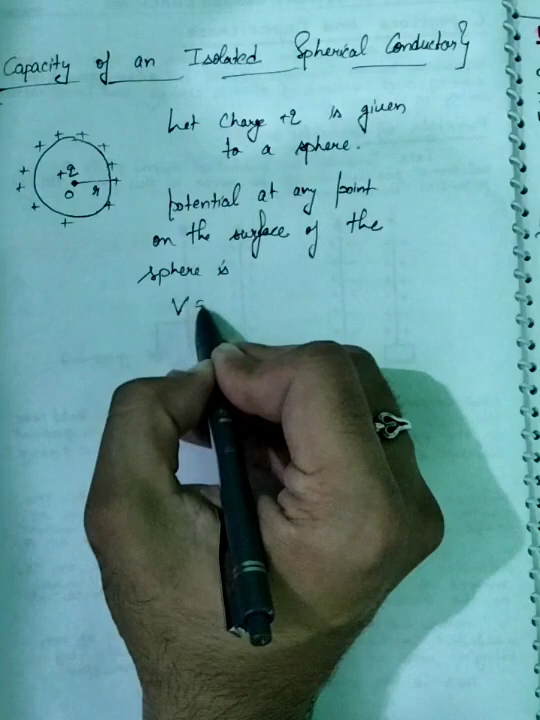 Capacity of an Isolated Spherical Conductor}
Let Charge +q is given
to a sphere.
+q
o r
potential at any point
on the surface of the
sphere is
V =